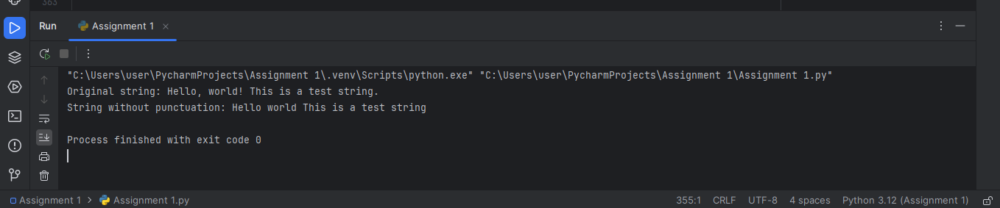 363
Run
Assignment 1
"C:\Users\user\PycharmProjects\Assignment 1\.venv\Scripts\python.exe" "C:\Users\user\PycharmProjects\Assignment 1\Assignment 1.py"
Original string: Hello, world! This is a test string.
String without punctuation: Hello world This is a test string
Process finished with exit code 0
Assignment 1 > Assignment 1.py 355:1 CRLF UTF-8 4 spaces Python 3.12 (Assignment 1)